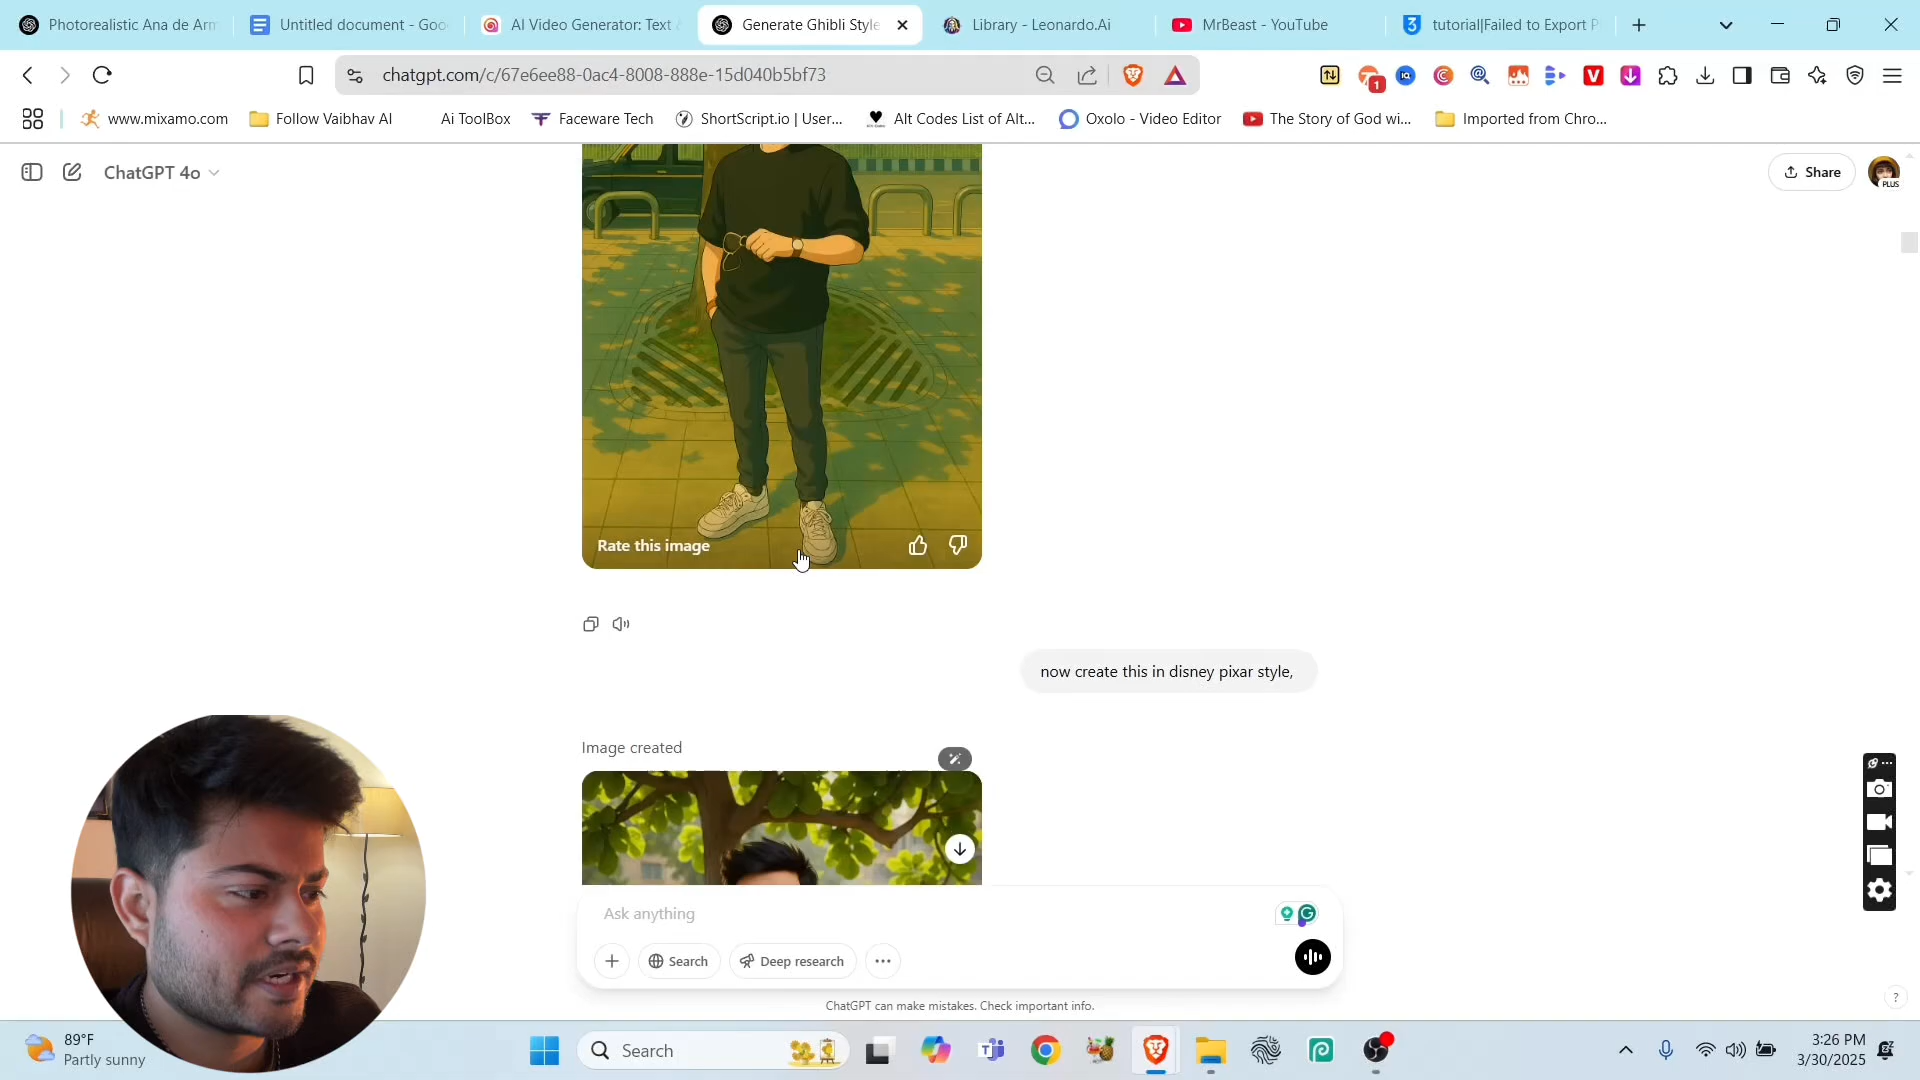 Photorealistic Ana de Arm
Untitled document - Goo
AI Video Generator: Text
Generate Ghibli Style
Library - Leonardo.Ai
MrBeast - YouTube
tutorial|Failed to Export P
chatgpt.com/c/67e6ee88-0ac4-8008-888e-15d040b5bf73
1
www.mixamo.com
Follow Vaibhav AI
Ai ToolBox
Faceware Tech
ShortScript.io | User...
Alt Codes List of Alt...
Oxolo - Video Editor
The Story of God wi...
Imported from Chro...
ChatGPT 4o
Share
PLUS
Rate this image
now create this in disney pixar style,
Image created
Ask anything
Search
Deep research
ChatGPT can make mistakes. Check important info.
?
89°F
Partly sunny
Search
3:26 PM
3/30/2025